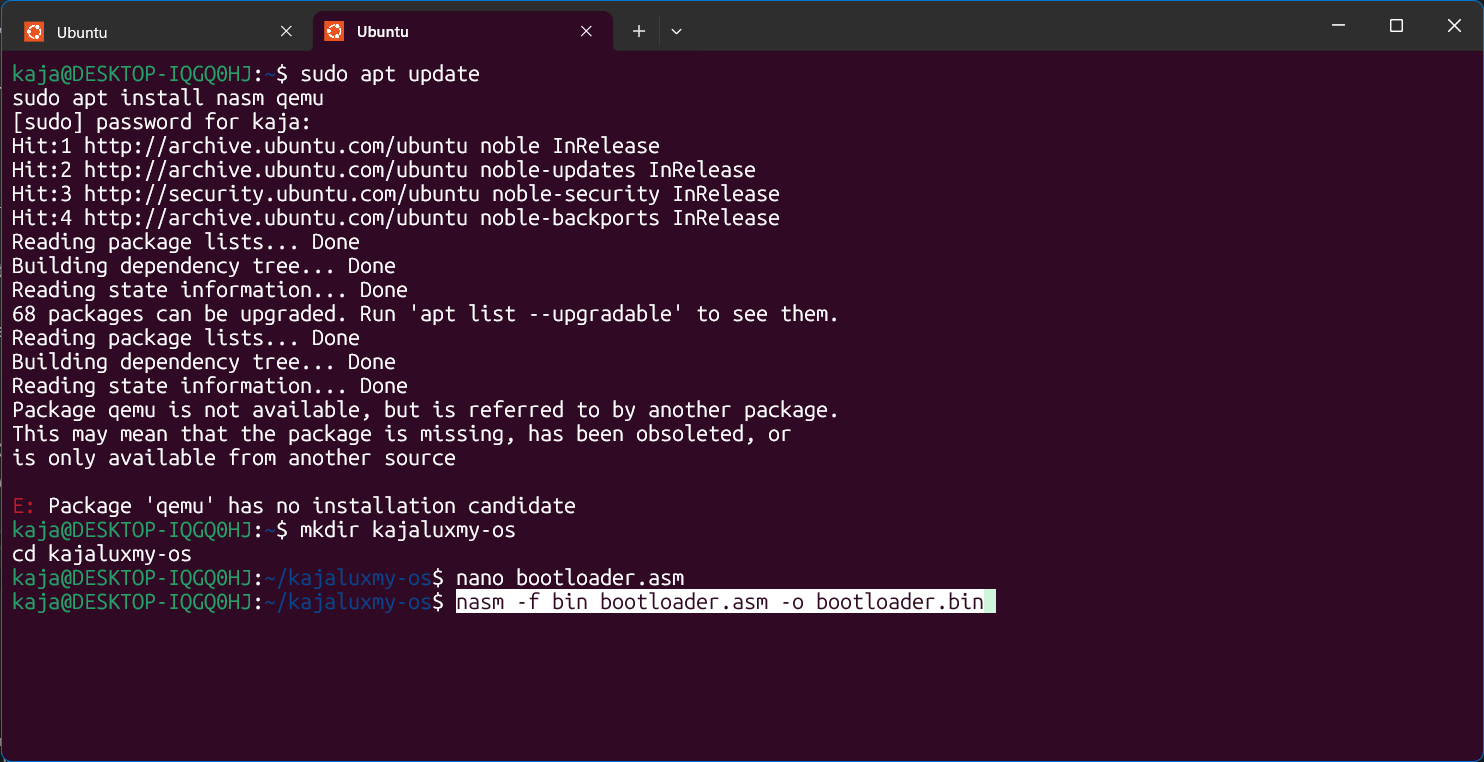 Ubuntu
Ubuntu
kaja@DESKTOP-IQGQ0HJ:~$ sudo apt update
sudo apt install nasm qemu
[sudo] password for kaja:
Hit:1 http://archive.ubuntu.com/ubuntu noble InRelease
Hit:2 http://archive.ubuntu.com/ubuntu noble-updates InRelease
Hit:3 http://security.ubuntu.com/ubuntu noble-security InRelease
Hit:4 http://archive.ubuntu.com/ubuntu noble-backports InRelease
Reading package lists... Done
Building dependency tree... Done
Reading state information... Done
68 packages can be upgraded. Run 'apt list --upgradable' to see them.
Reading package lists... Done
Building dependency tree... Done
Reading state information... Done
Package qemu is not available, but is referred to by another package.
This may mean that the package is missing, has been obsoleted, or
is only available from another source

E: Package 'qemu' has no installation candidate
kaja@DESKTOP-IQGQ0HJ:~$ mkdir kajaluxmy-os
cd kajaluxmy-os
kaja@DESKTOP-IQGQ0HJ:~/kajaluxmy-os$ nano bootloader.asm
kaja@DESKTOP-IQGQ0HJ:~/kajaluxmy-os$ nasm -f bin bootloader.asm -o bootloader.bin